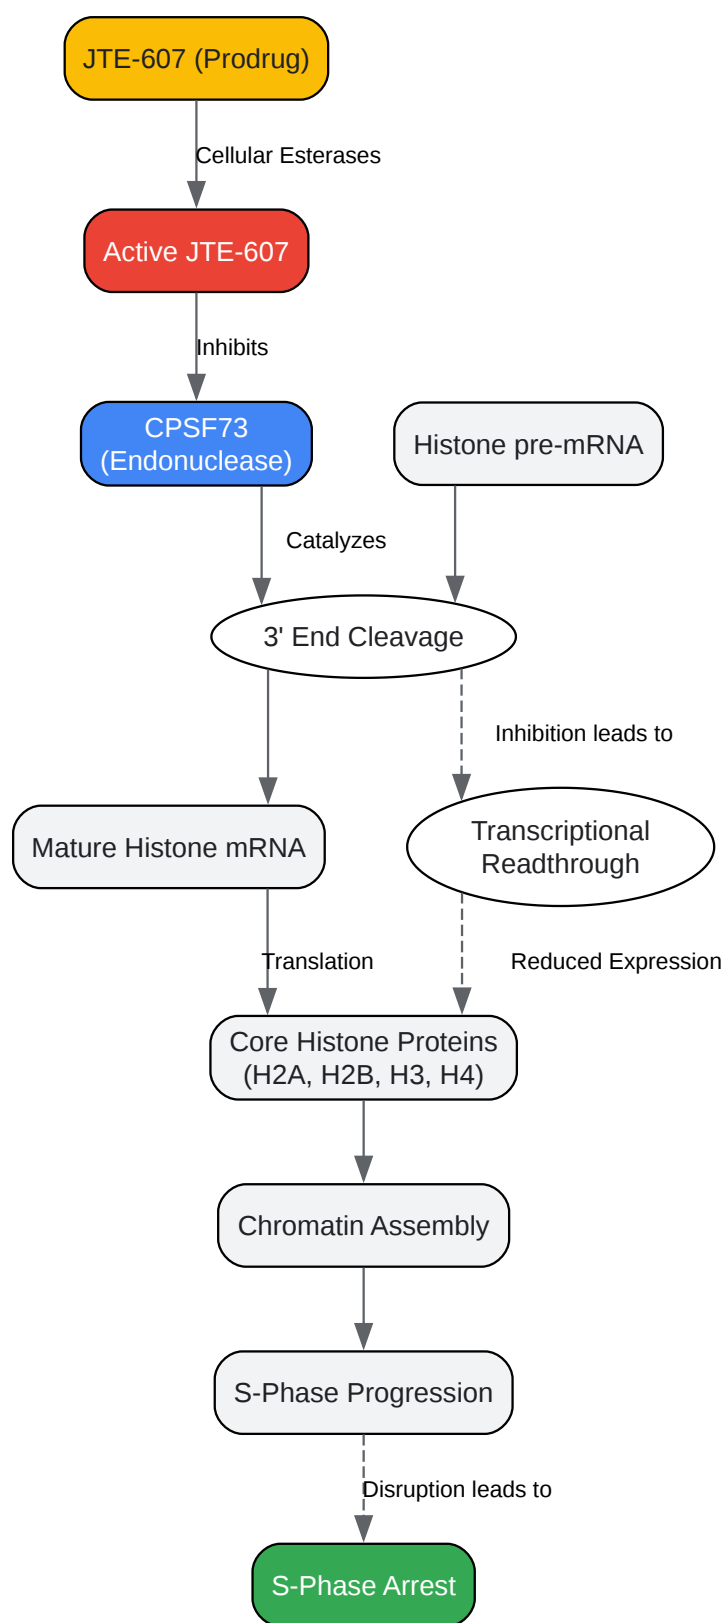 JTE-607 (Prodrug)
Cellular Esterases
Active JTE-607
Inhibits
CPSF73
(Endonuclease)
Histone pre-mRNA
Catalyzes
3' End Cleavage
Inhibition leads to
Mature Histone mRNA
Transcriptional
Readthrough
Translation
Reduced Expression
Core Histone Proteins
(H2A, H2B, H3, H4)
Chromatin Assembly
S-Phase Progression
Disruption leads to
S-Phase Arrest